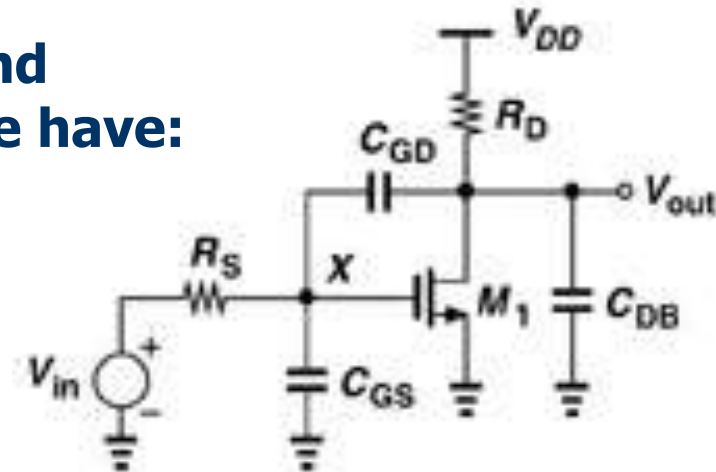 nd
e have:
V_DD
R_D
C_GD
V_out
R_S
X
M_1
C_DB
V_in
+
−
C_GS